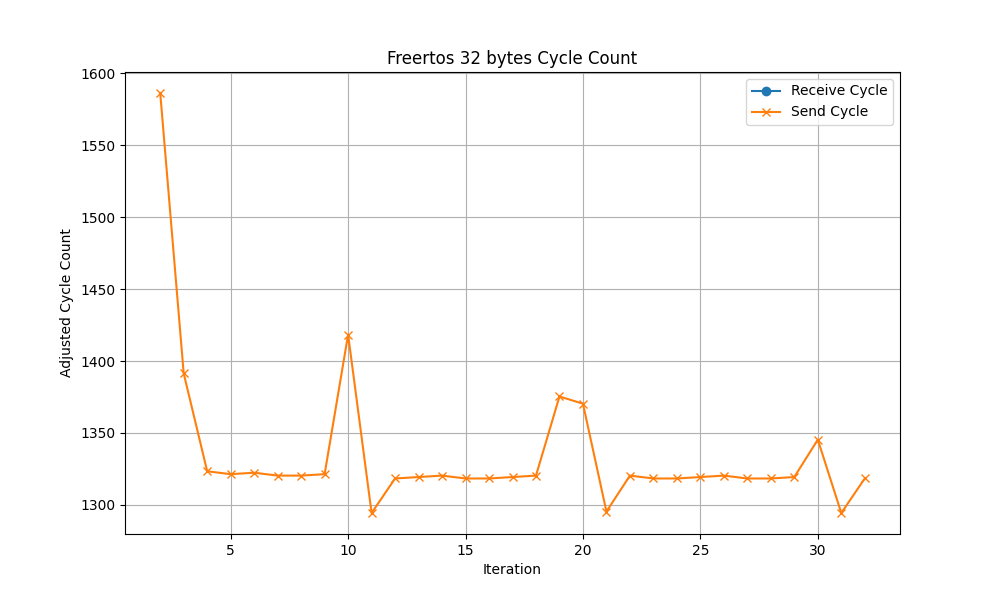 Freertos 32 bytes Cycle Count
Receive Cycle
Send Cycle
1600
1550
1500
1450
1400
1350
1300
Adjusted Cycle Count
5 10 15 20 25 30
Iteration